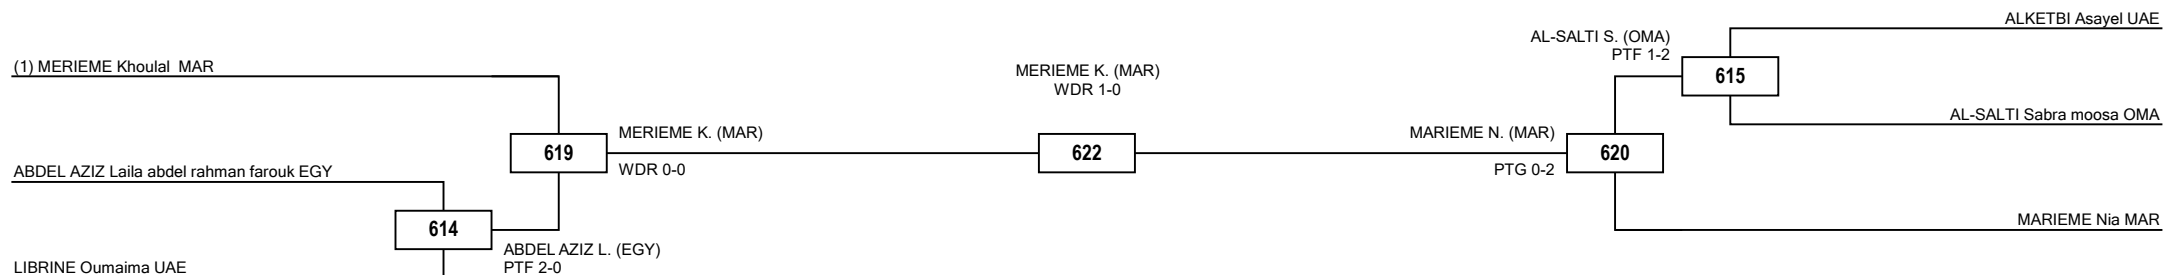 ALKETBI Asayel UAE
AL-SALTI S. (OMA)
PTF 1-2
(1) MERIEME Khoulal MAR
MERIEME K. (MAR)
WDR 1-0
615
AL-SALTI Sabra moosa OMA
MERIEME K. (MAR)
MARIEME N. (MAR)
619
622
620
ABDEL AZIZ Laila abdel rahman farouk EGY
WDR 0-0
PTG 0-2
614
MARIEME Nia MAR
ABDEL AZIZ L. (EGY)
LIBRINE Oumaima UAE
PTF 2-0